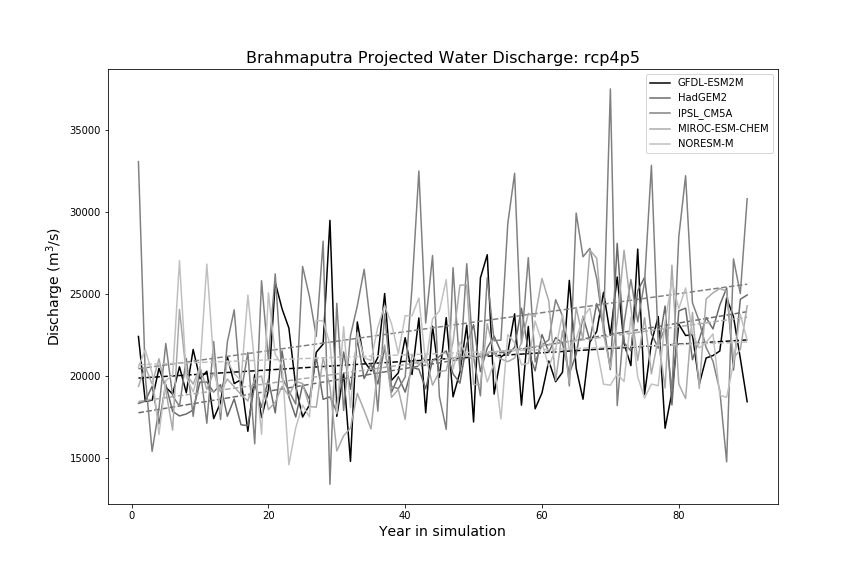 Brahmaputra Projected Water Discharge: rcp4p5
GFDL-ESM2M
HadGEM2
IPSL_CM5A
MIROC-ESM-CHEM
NORESM-M
35000
30000
25000
20000
15000
Discharge (m³/s)
0 20 40 60 80
Year in simulation